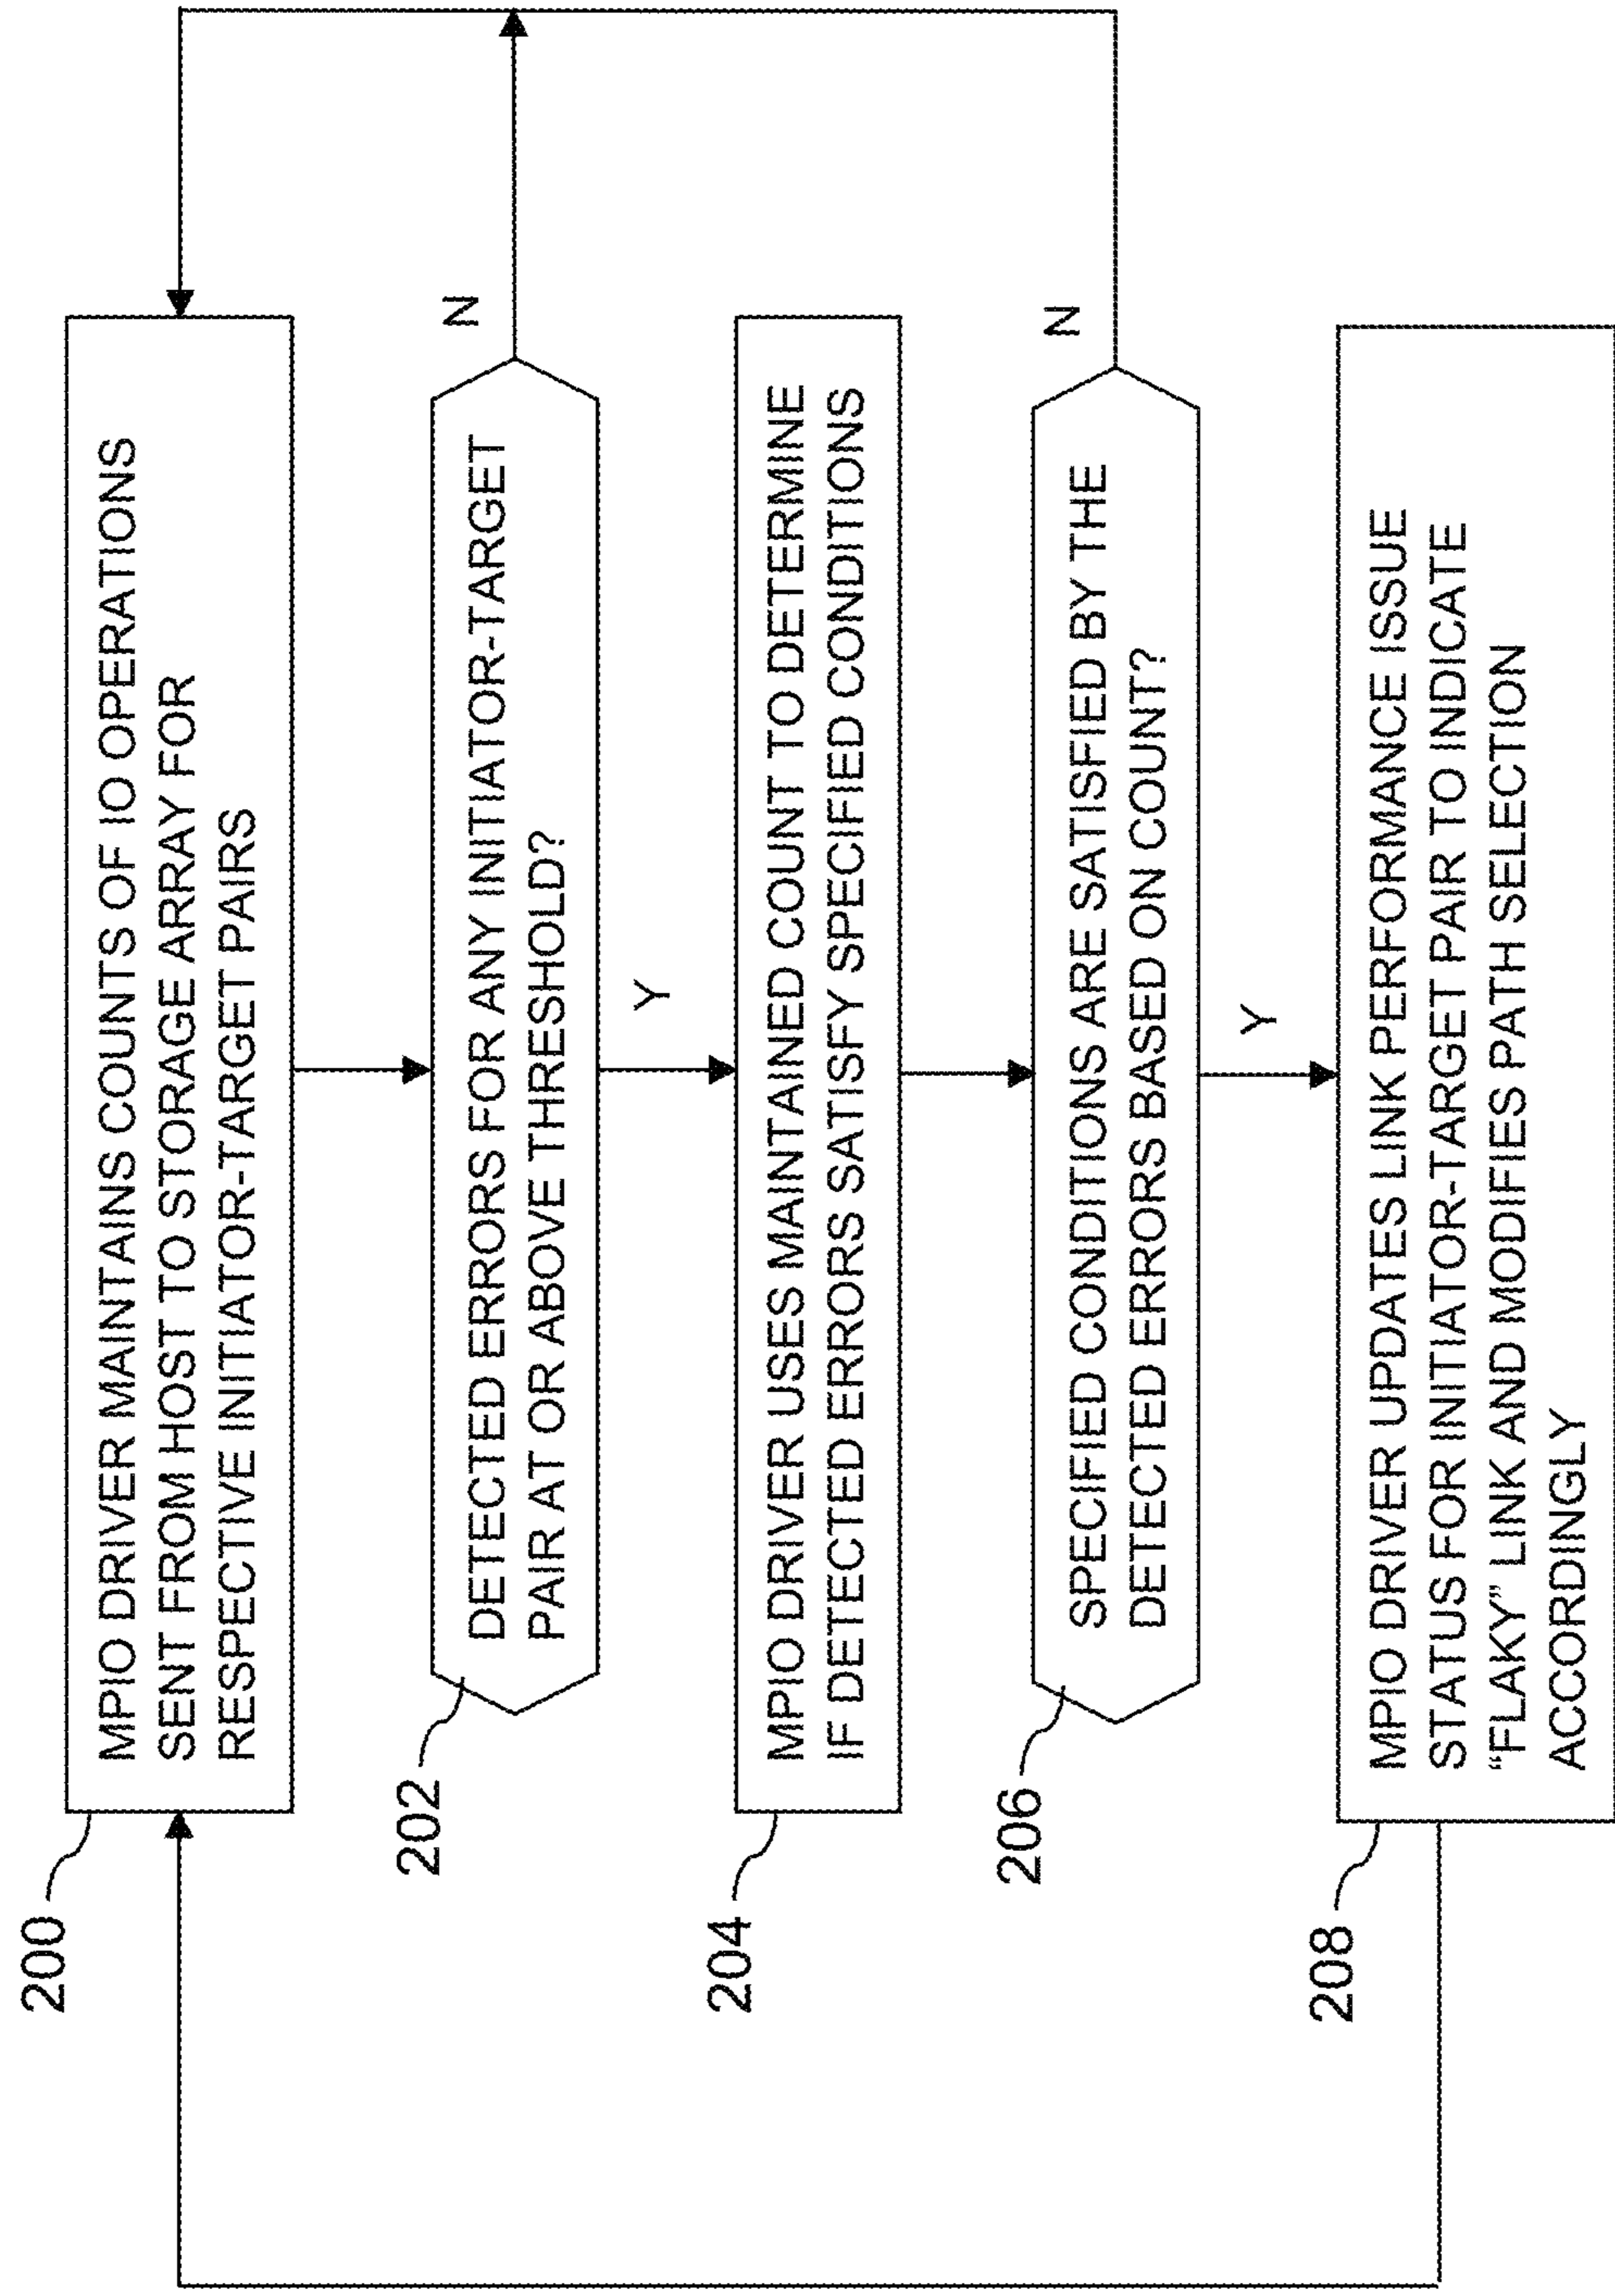 200
MPIO DRIVER MAINTAINS COUNTS OF IO OPERATIONS
SENT FROM HOST TO STORAGE ARRAY FOR
RESPECTIVE INITIATOR-TARGET PAIRS
202
DETECTED ERRORS FOR ANY INITIATOR-TARGET
PAIR AT OR ABOVE THRESHOLD?
N
Y
204
MPIO DRIVER USES MAINTAINED COUNT TO DETERMINE
IF DETECTED ERRORS SATISFY SPECIFIED CONDITIONS
206
SPECIFIED CONDITIONS ARE SATISFIED BY THE
DETECTED ERRORS BASED ON COUNT?
N
Y
208
MPIO DRIVER UPDATES LINK PERFORMANCE ISSUE
STATUS FOR INITIATOR-TARGET PAIR TO INDICATE
“FLAKY” LINK AND MODIFIES PATH SELECTION
ACCORDINGLY